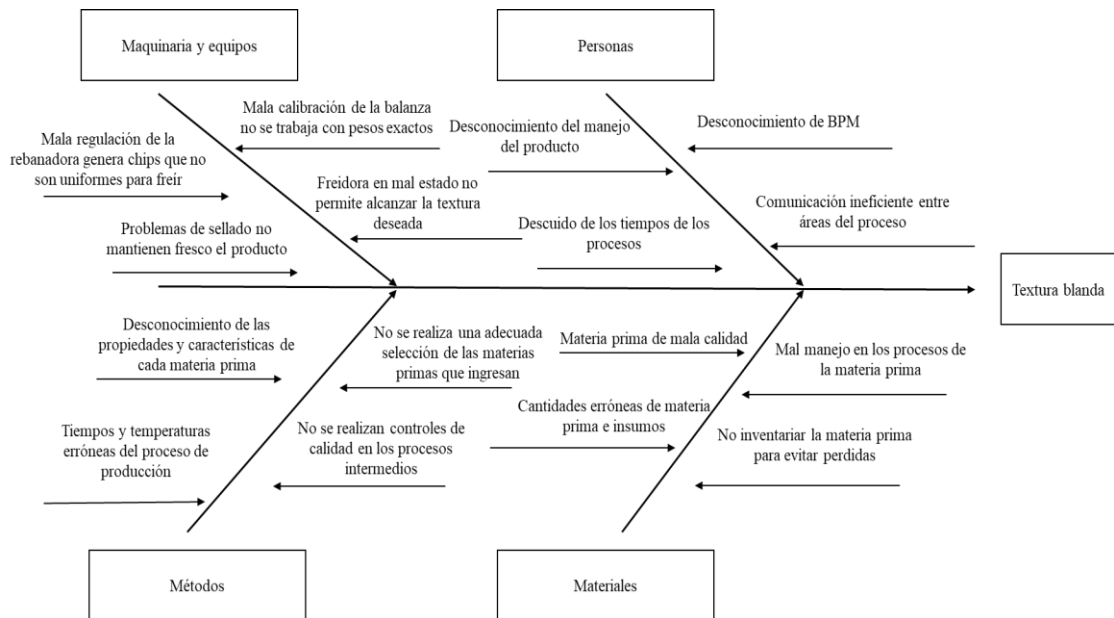 Maquinaria y equipos
Personas
Mala calibración de la balanza
no se trabaja con pesos exactos
Mala regulación de la
rebanadora genera chips que no
son uniformes para freír
Freidora en mal estado no
permite alcanzar la textura
deseada
Problemas de sellado no
mantienen fresco el producto
Desconocimiento del manejo
del producto
Desconocimiento de BPM
Descuido de los tiempos de los
procesos
Comunicación ineficiente entre
áreas del proceso
Textura blanda
Desconocimiento de las
propiedades y características de
cada materia prima
No se realiza una adecuada
selección de las materias
primas que ingresan
Tiempos y temperaturas
erróneas del proceso de
producción
No se realizan controles de
calidad en los procesos
intermedios
Materia prima de mala calidad
Mal manejo en los procesos de
la materia prima
Cantidades erróneas de materia
prima e insumos
No inventariar la materia prima
para evitar perdidas
Métodos
Materiales